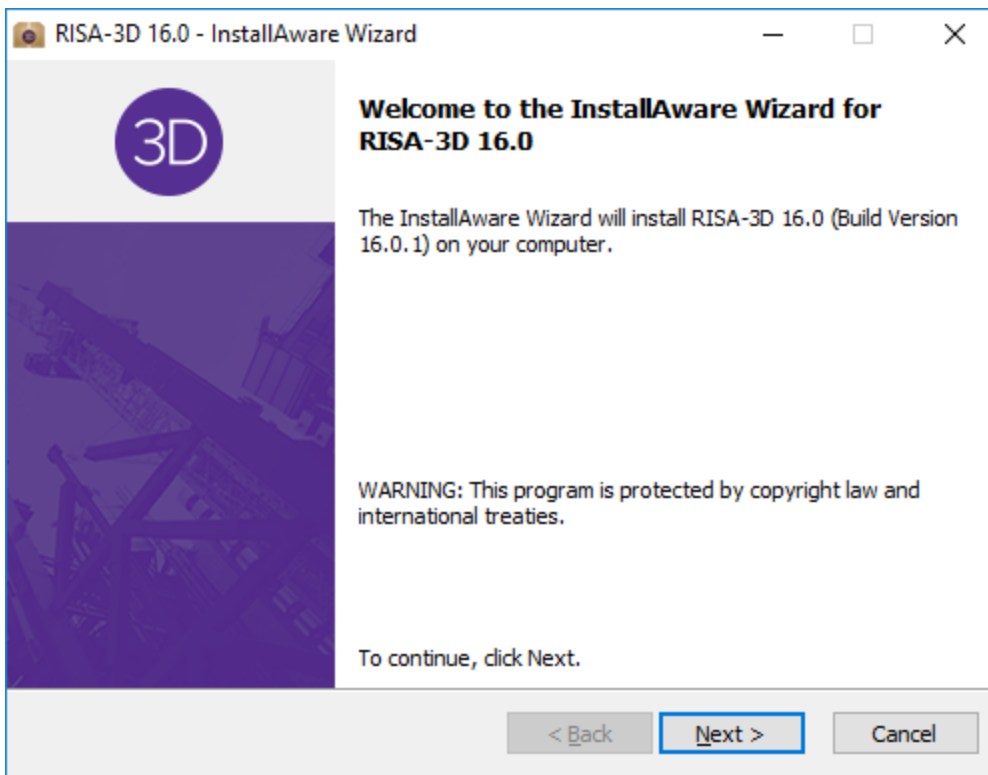 RISA-3D 16.0 - InstallAware Wizard
3D
Welcome to the InstallAware Wizard for
RISA-3D 16.0
The InstallAware Wizard will install RISA-3D 16.0 (Build Version
16.0.1) on your computer.
WARNING: This program is protected by copyright law and
international treaties.
To continue, click Next.
< Back
Next >
Cancel